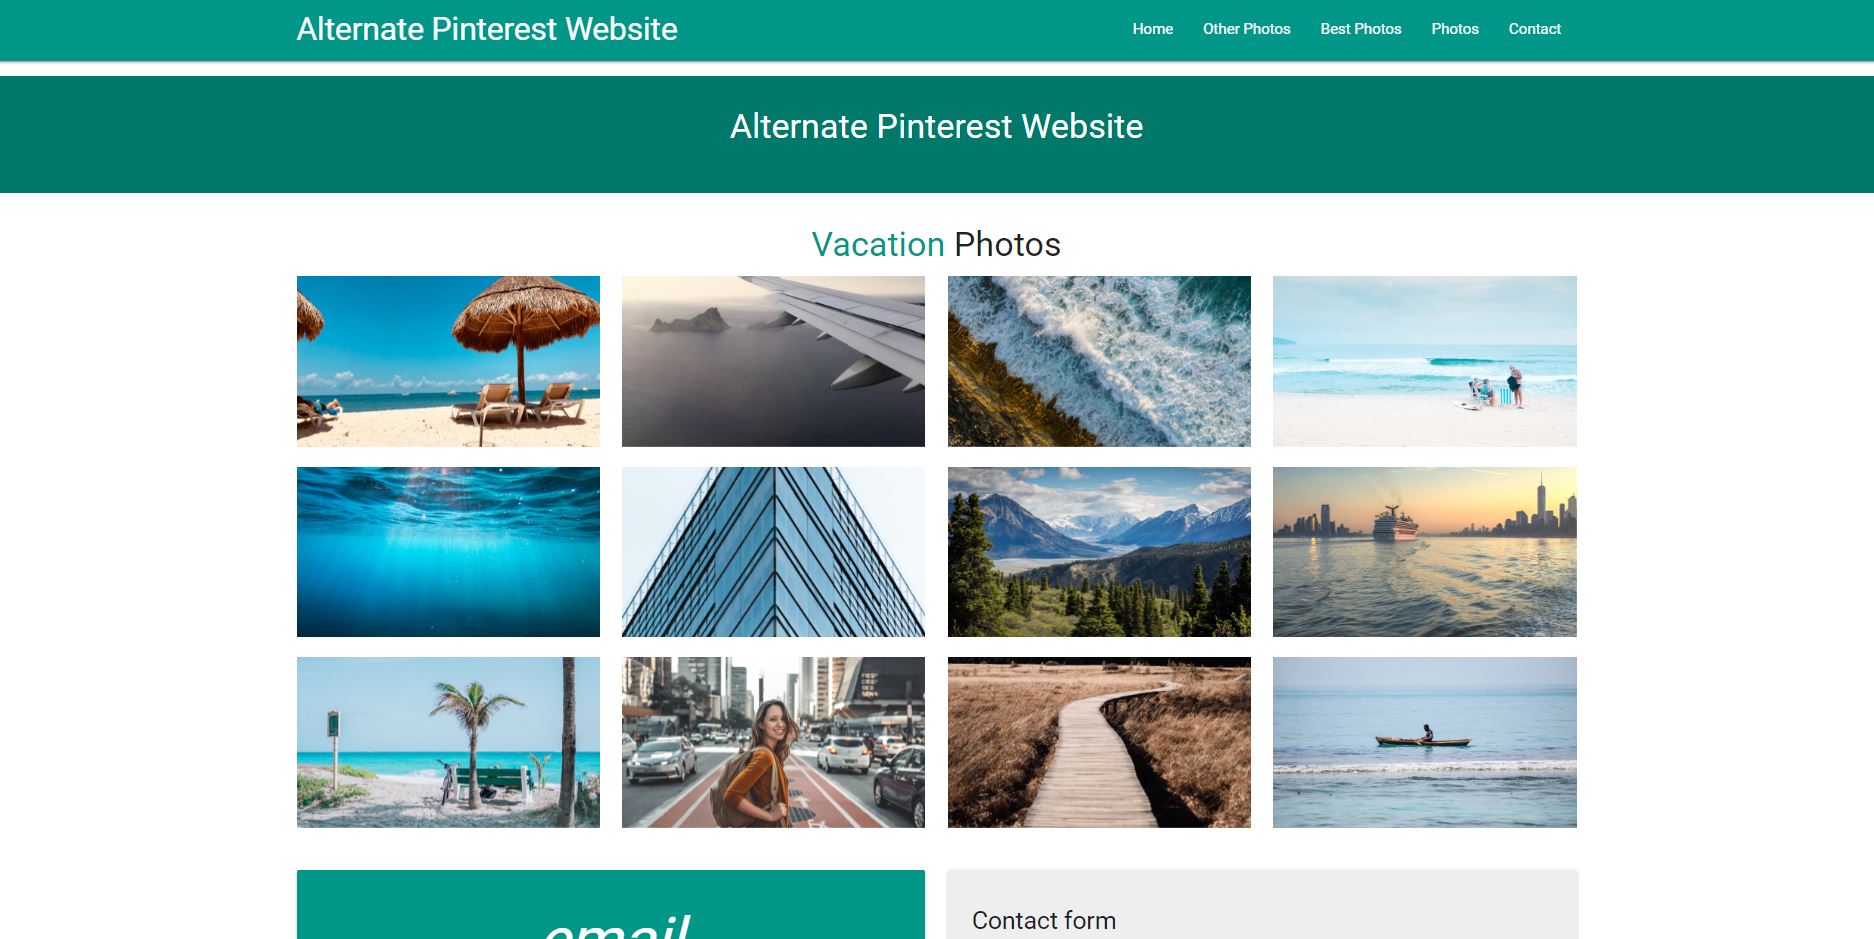 Alternate Pinterest Website
Home Other Photos Best Photos Photos Contact
Alternate Pinterest Website
Vacation Photos
email
Contact form